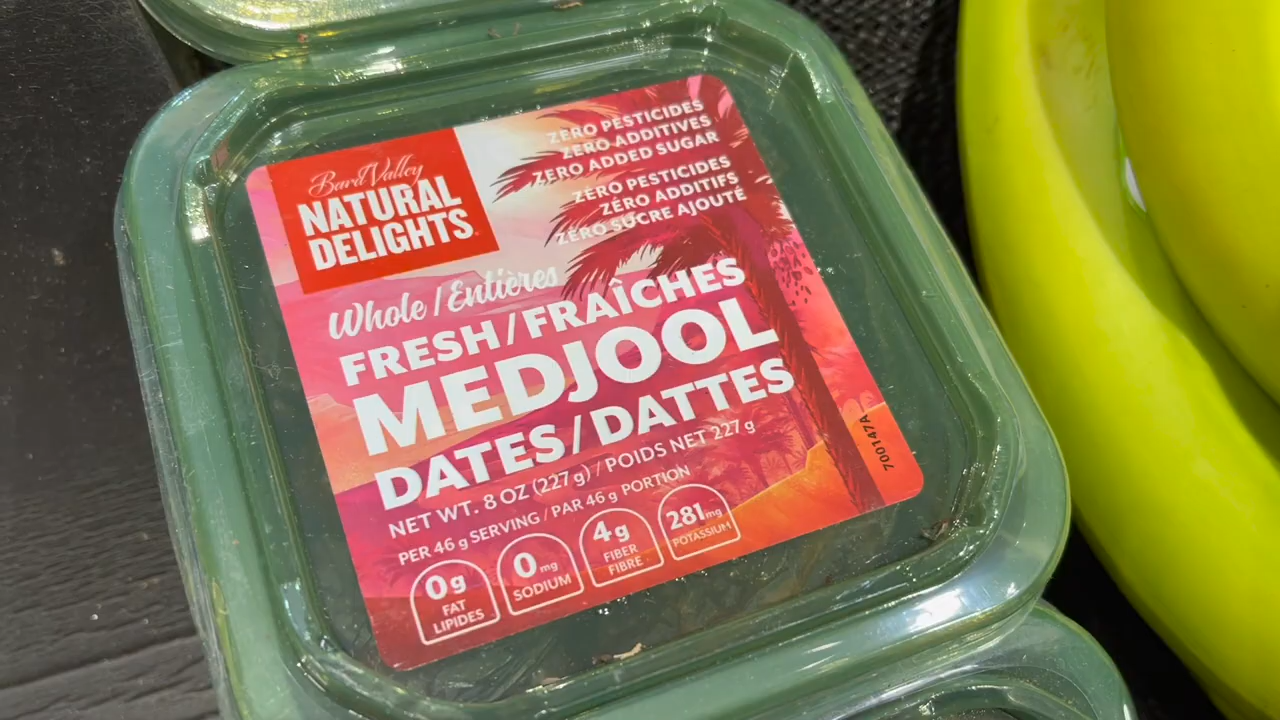 Bard Valley
NATURAL
DELIGHTS
ZERO PESTICIDES
ZERO ADDITIVES
ZERO ADDED SUGAR
ZÉRO PESTICIDES
ZÉRO ADDITIFS
ZÉRO SUCRE AJOUTÉ
Whole / Entières
FRESH / FRAÎCHES
MEDJOOL
DATES / DATTES
NET WT. 8 OZ (227 g) / POIDS NET 227 g
PER 46 g SERVING / PAR 46 g PORTION
0g
FAT
LIPIDES
0mg
SODIUM
4g
FIBER
FIBRE
281mg
POTASSIUM
700147A